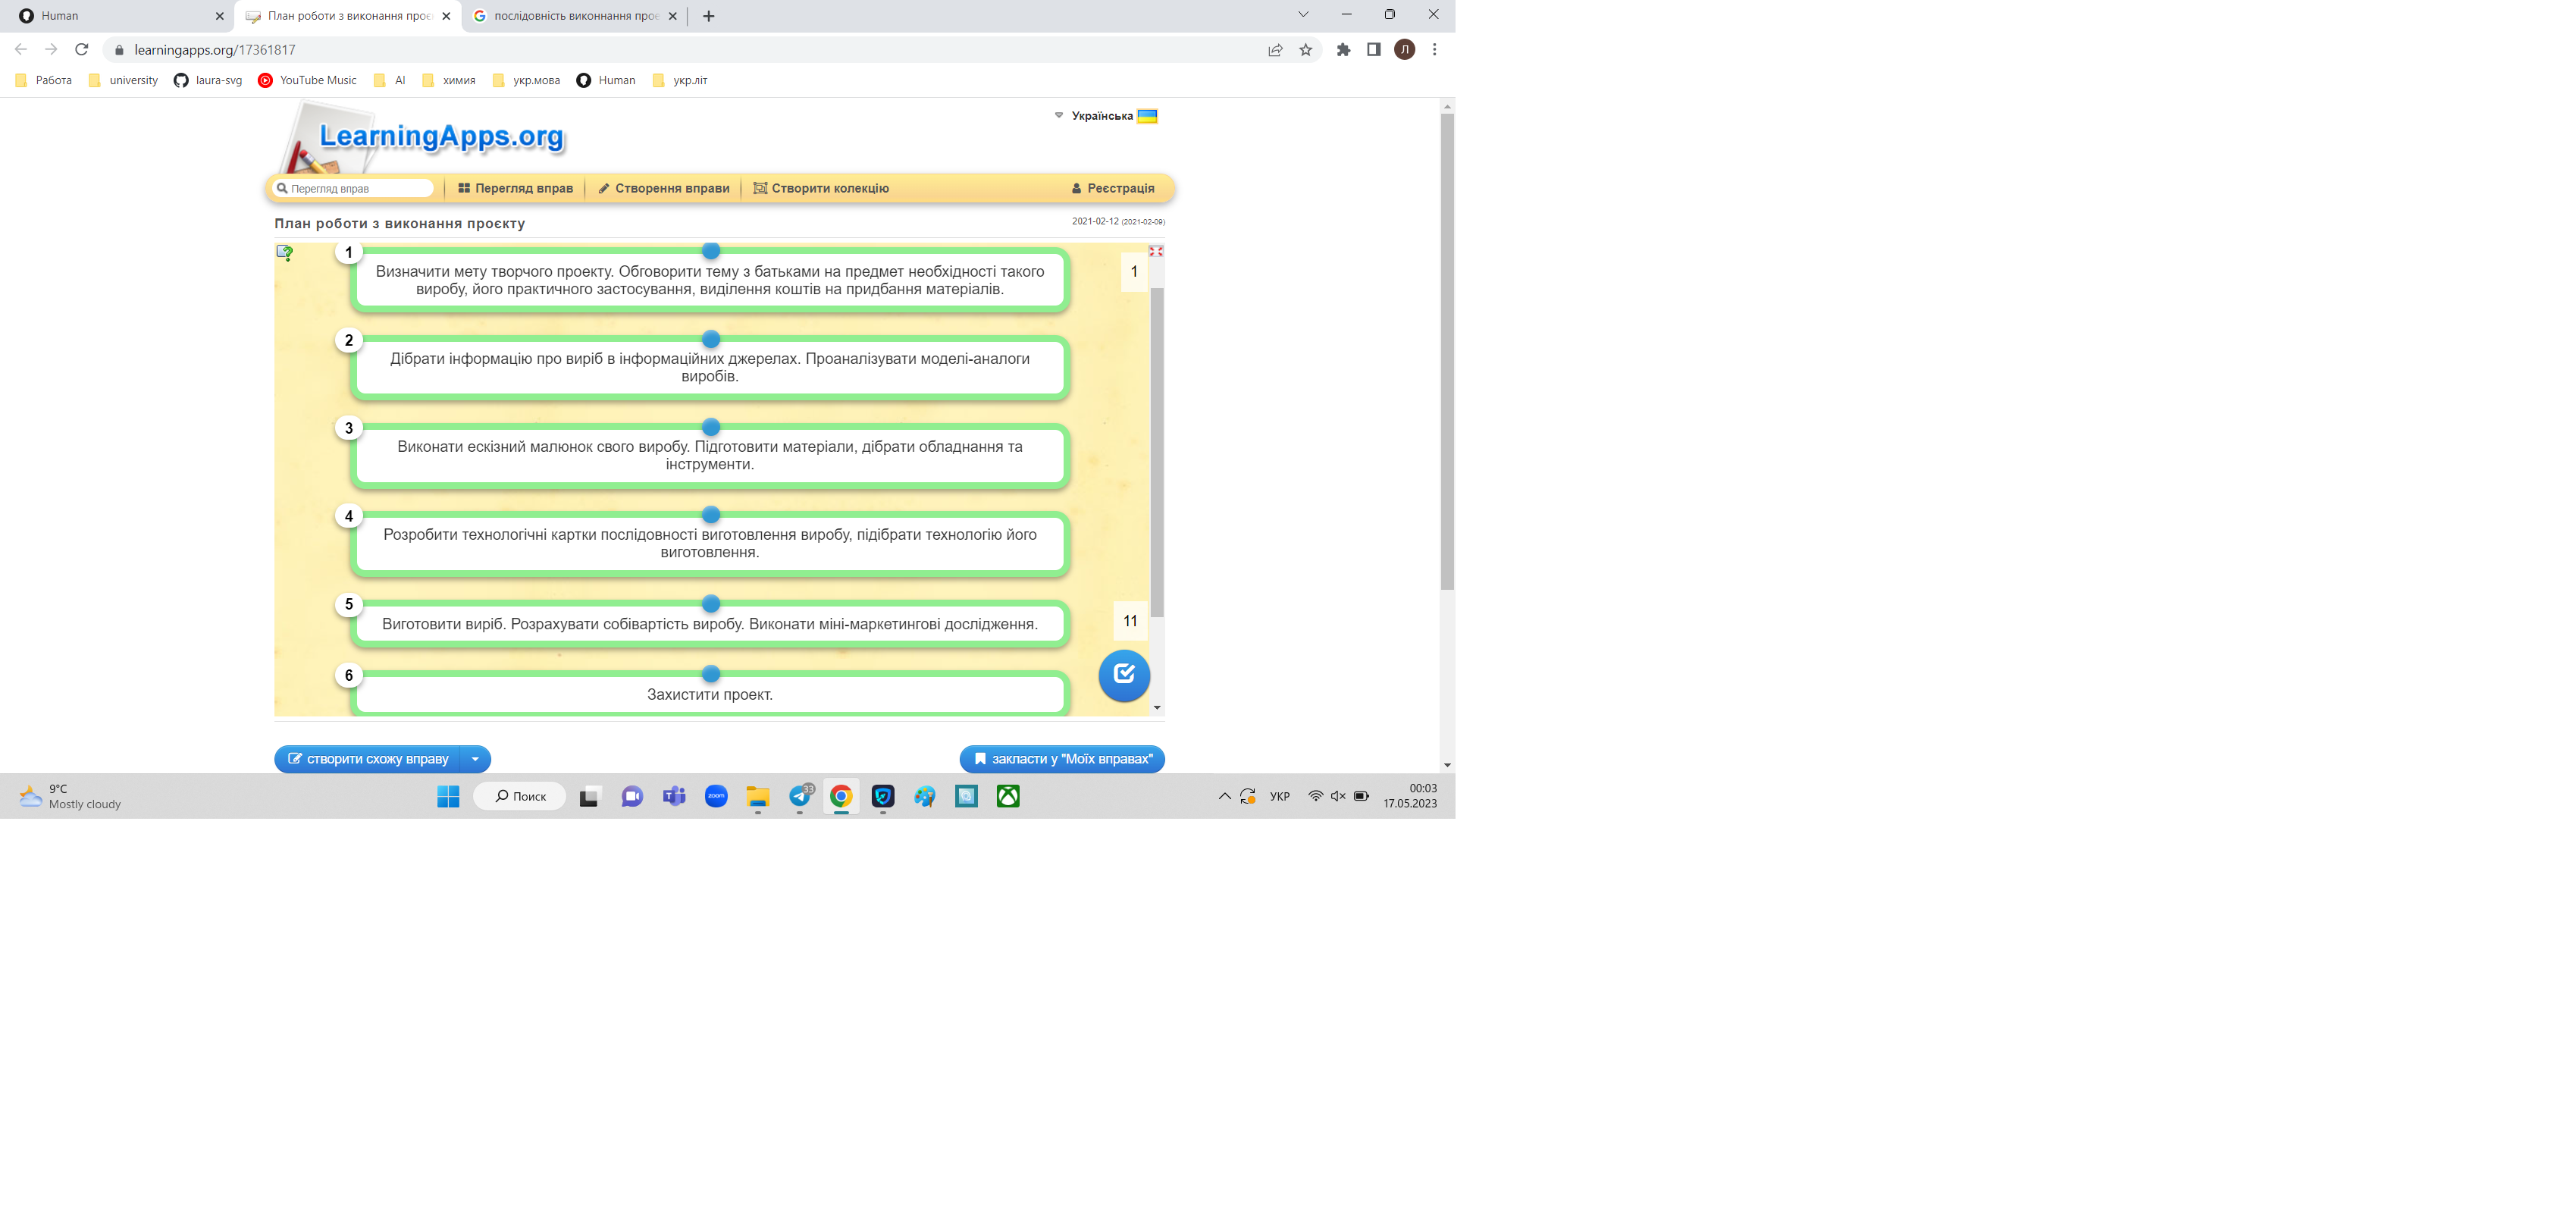 Human
План роботи з виконання проє
послідовність виконнання прое
learningapps.org/17361817
Л
Работа
university
laura-svg
YouTube Music
AI
химия
укр.мова
Human
укр.літ
LearningApps.org
Українська
Перегляд вправ
Перегляд вправ
Створення вправи
Створити колекцію
Реєстрація
План роботи з виконання проєкту
2021-02-12 (2021-02-09)
1
Визначити мету творчого проекту. Обговорити тему з батьками на предмет необхідності такого
виробу, його практичного застосування, виділення коштів на придбання матеріалів.
1
2
Дібрати інформацію про виріб в інформаційних джерелах. Проаналізувати моделі-аналоги
виробів.
3
Виконати ескізний малюнок свого виробу. Підготовити матеріали, дібрати обладнання та
інструменти.
4
Розробити технологічні картки послідовності виготовлення виробу, підібрати технологію його
виготовлення.
5
Виготовити виріб. Розрахувати собівартість виробу. Виконати міні-маркетингові дослідження.
11
6
Захистити проект.
створити схожу вправу
закласти у "Моїх вправах"
9°C
Mostly cloudy
Поиск
zoom
33
УКР
00:03
17.05.2023